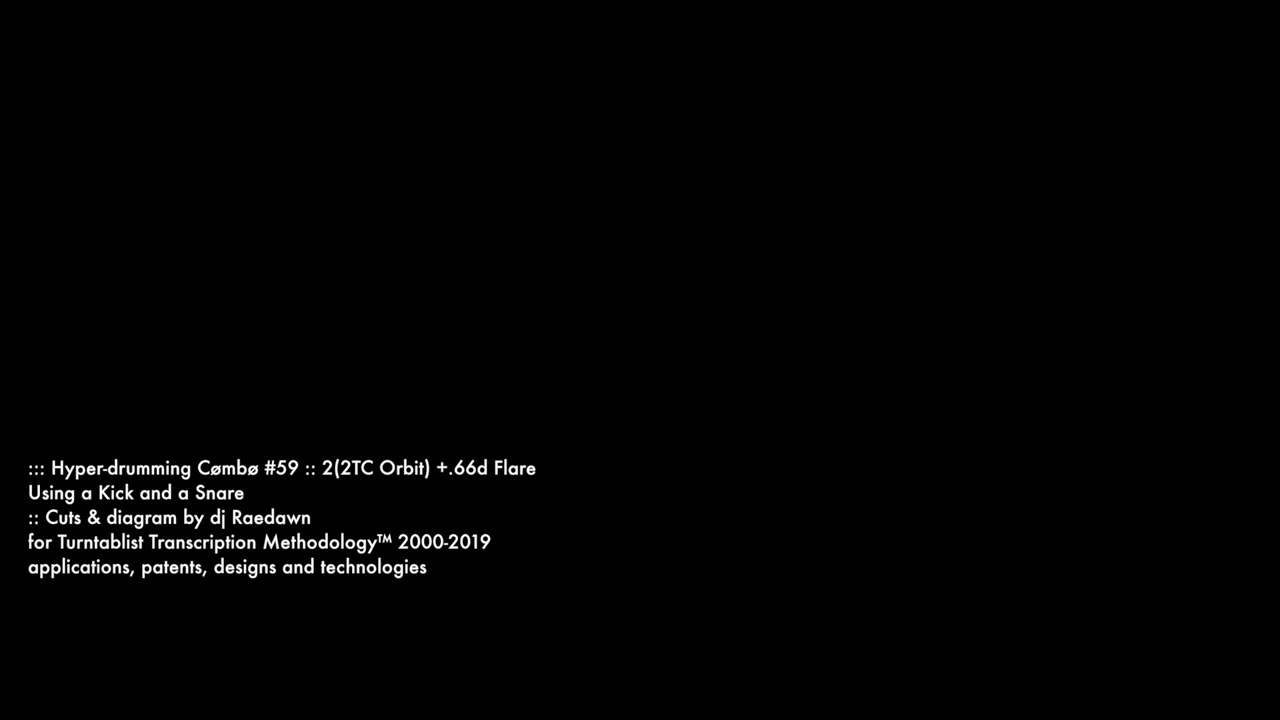 ::: Hyper-drumming Cømbø #59 :: 2(2TC Orbit) +.66d Flare
Using a Kick and a Snare
:: Cuts & diagram by dj Raedawn
for Turntablist Transcription Methodology™ 2000-2019
applications, patents, designs and technologies